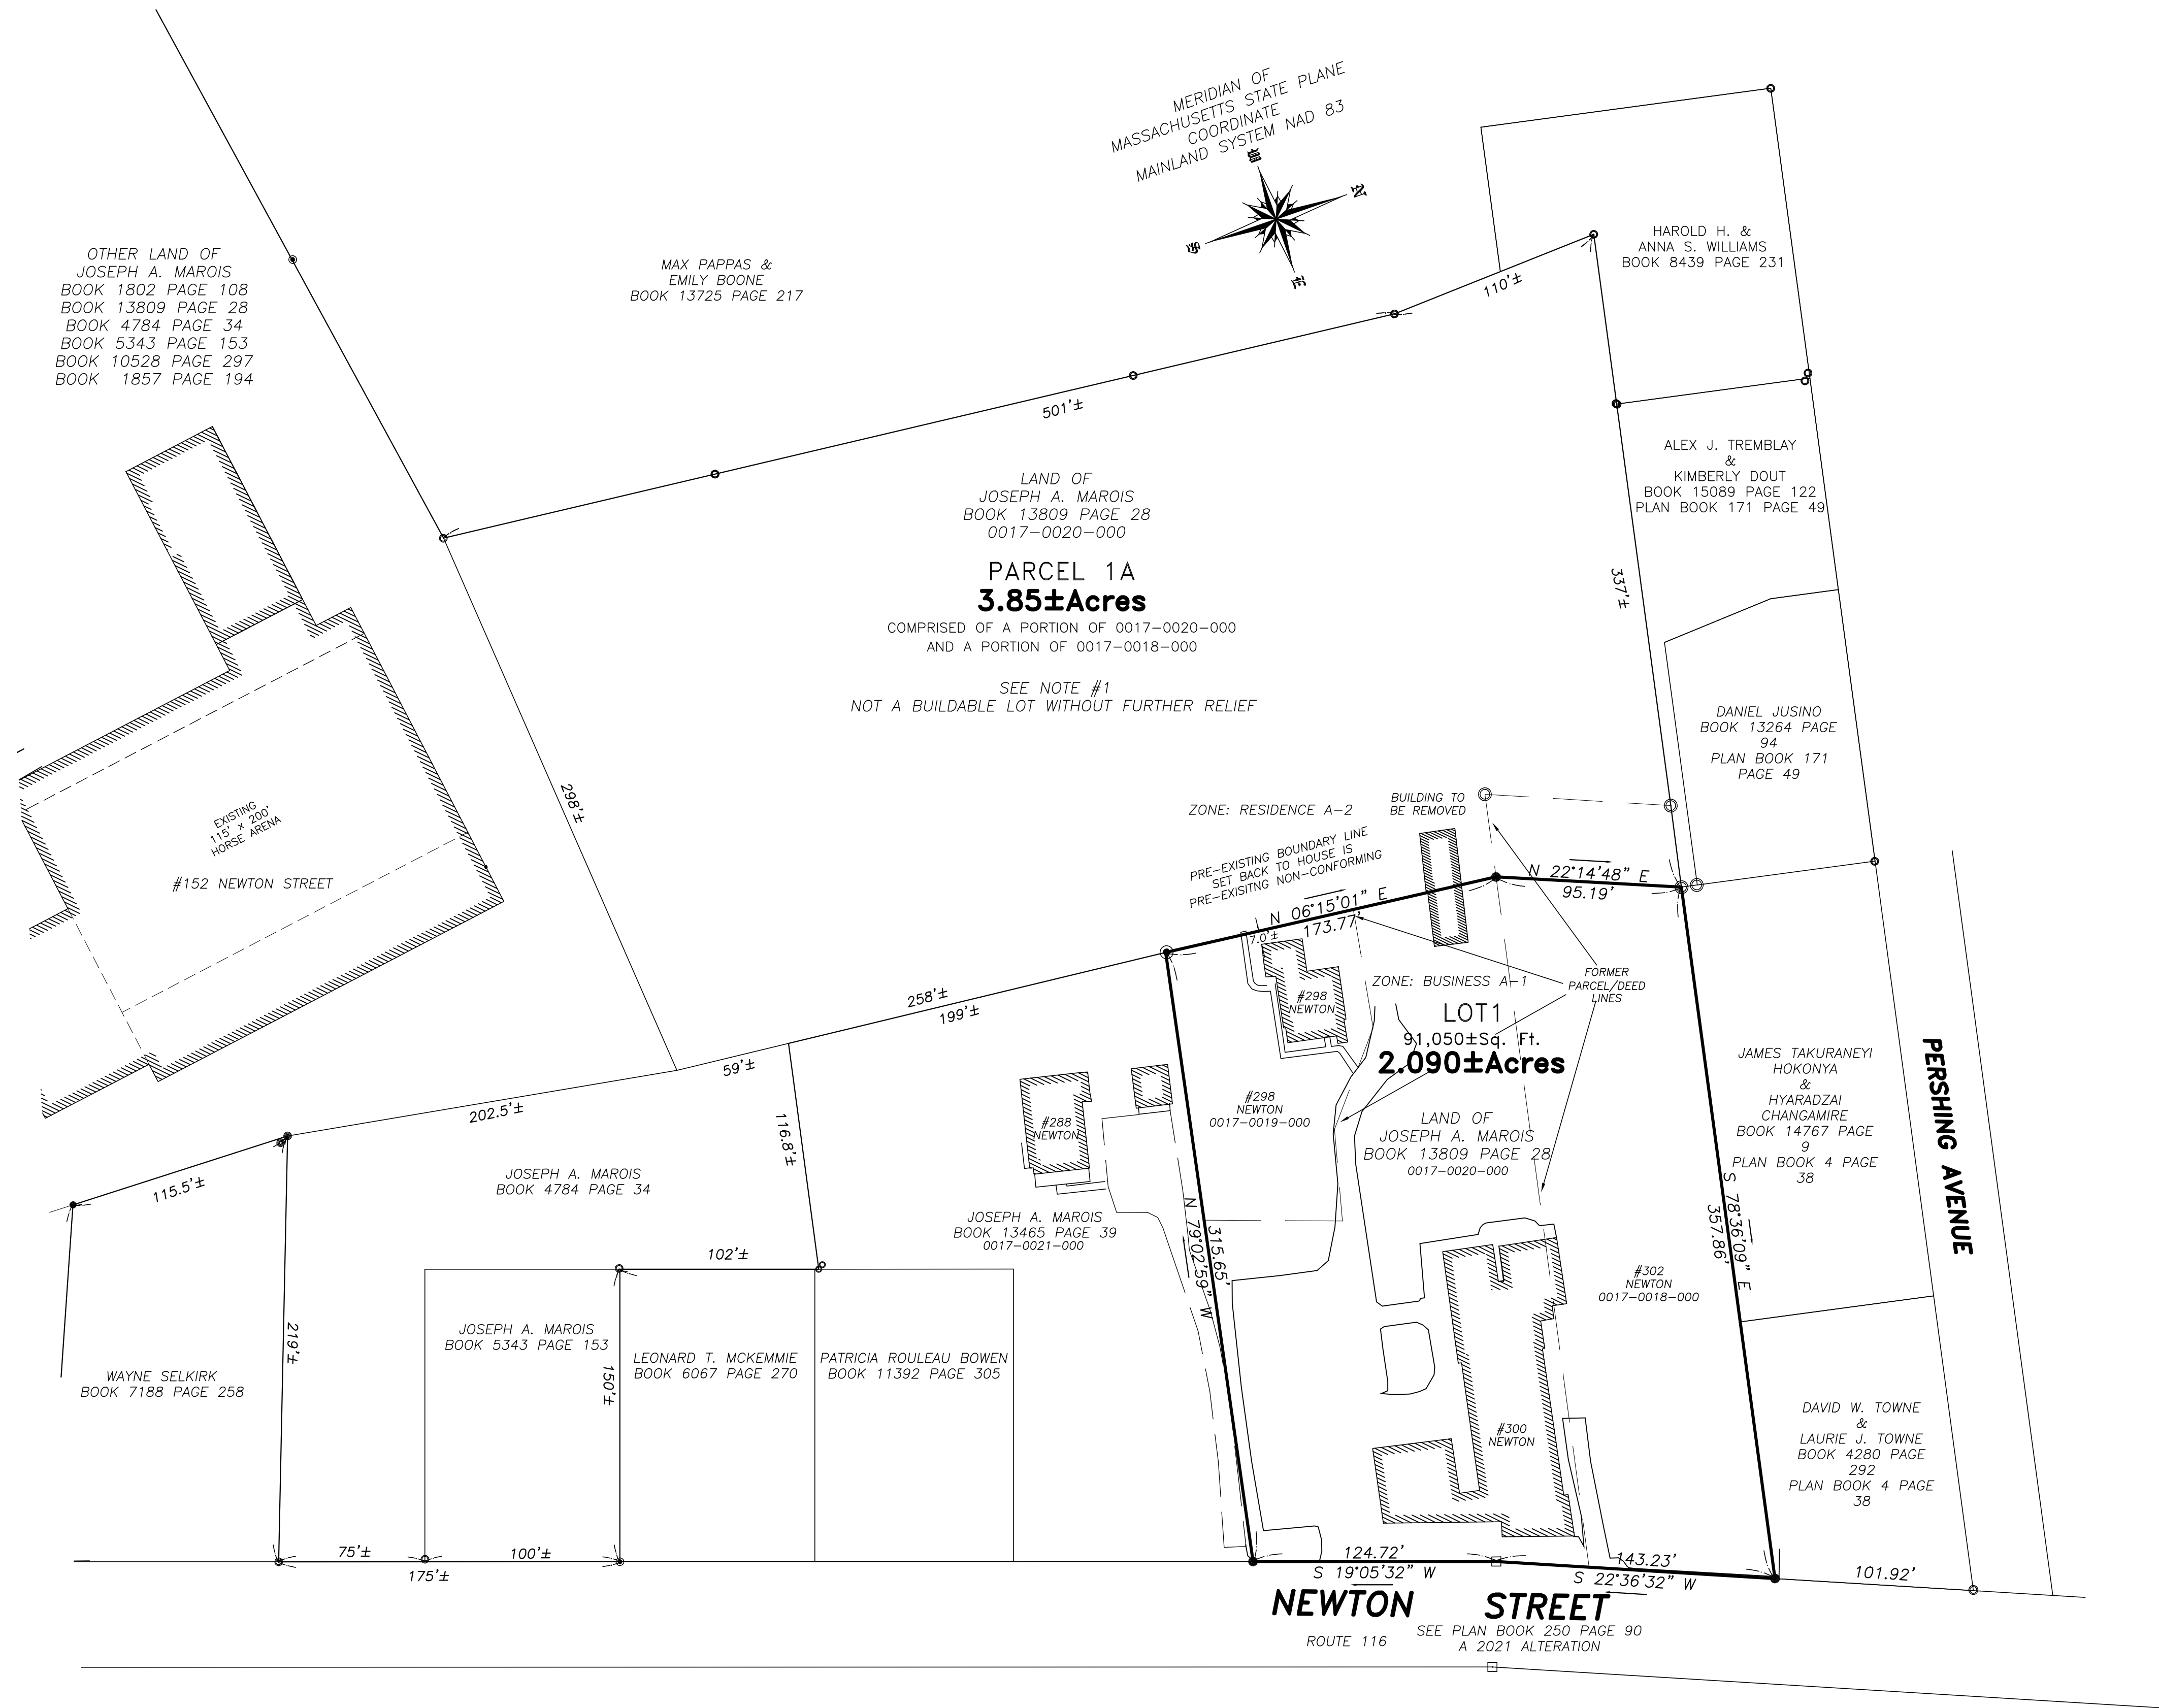 MERIDIAN OF
MASSACHUSETTS STATE PLANE
COORDINATE
MAINLAND SYSTEM NAD 83
OTHER LAND OF
JOSEPH A. MAROIS
BOOK 1802 PAGE 108
BOOK 13809 PAGE 28
BOOK 4784 PAGE 34
BOOK 5343 PAGE 153
BOOK 10528 PAGE 297
BOOK 1857 PAGE 194
MAX PAPPAS &
EMILY BOONE
BOOK 13725 PAGE 217
HAROLD H. &
ANNA S. WILLIAMS
BOOK 8439 PAGE 231
110'±
501'±
ALEX J. TREMBLAY
&
KIMBERLY DOUT
BOOK 15089 PAGE 122
PLAN BOOK 171 PAGE 49
LAND OF
JOSEPH A. MAROIS
BOOK 13809 PAGE 28
0017-0020-000
PARCEL 1A
3.85±Acres
COMPRISED OF A PORTION OF 0017-0020-000
AND A PORTION OF 0017-0018-000
SEE NOTE #1
NOT A BUILDABLE LOT WITHOUT FURTHER RELIEF
337'±
DANIEL JUSINO
BOOK 13264 PAGE
94
PLAN BOOK 171
PAGE 49
298'±
EXISTING
115' x 200'
HORSE ARENA
#152 NEWTON STREET
ZONE: RESIDENCE A-2
BUILDING TO
BE REMOVED
PRE-EXISTING BOUNDARY LINE
SET BACK TO HOUSE IS
PRE-EXISITNG NON-CONFORMING
N 06°15'01" E
173.77'
7.0'±
N 22°14'48" E
95.19'
258'±
199'±
59'±
202.5'±
115.5'±
116.8'±
#298
NEWTON
ZONE: BUSINESS A-1
FORMER
PARCEL/DEED
LINES
LOT1
91,050±Sq. Ft.
2.090±Acres
LAND OF
JOSEPH A. MAROIS
BOOK 13809 PAGE 28
0017-0020-000
#298
NEWTON
0017-0019-000
#288
NEWTON
JAMES TAKURANEYI
HOKONYA
&
HYARADZAI
CHANGAMIRE
BOOK 14767 PAGE
9
PLAN BOOK 4 PAGE
38
PERSHING AVENUE
JOSEPH A. MAROIS
BOOK 4784 PAGE 34
JOSEPH A. MAROIS
BOOK 13465 PAGE 39
0017-0021-000
N 79°02'59" W
315.65'
S 78°36'09" E
357.86'
#302
NEWTON
0017-0018-000
102'±
219'±
150'±
JOSEPH A. MAROIS
BOOK 5343 PAGE 153
LEONARD T. MCKEMMIE
BOOK 6067 PAGE 270
PATRICIA ROULEAU BOWEN
BOOK 11392 PAGE 305
WAYNE SELKIRK
BOOK 7188 PAGE 258
#300
NEWTON
DAVID W. TOWNE
&
LAURIE J. TOWNE
BOOK 4280 PAGE
292
PLAN BOOK 4 PAGE
38
75'±
100'±
175'±
124.72'
S 19°05'32" W
143.23'
S 22°36'32" W
101.92'
NEWTON STREET
ROUTE 116
SEE PLAN BOOK 250 PAGE 90
A 2021 ALTERATION